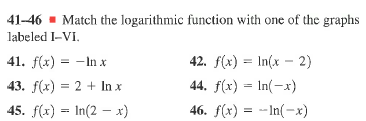 41–46 ■ Match the logarithmic function with one of the graphs
labeled I–VI.
41. f(x) = −ln x 42. f(x) = ln(x − 2)
43. f(x) = 2 + ln x 44. f(x) = ln(−x)
45. f(x) = ln(2 − x) 46. f(x) = −ln(−x)